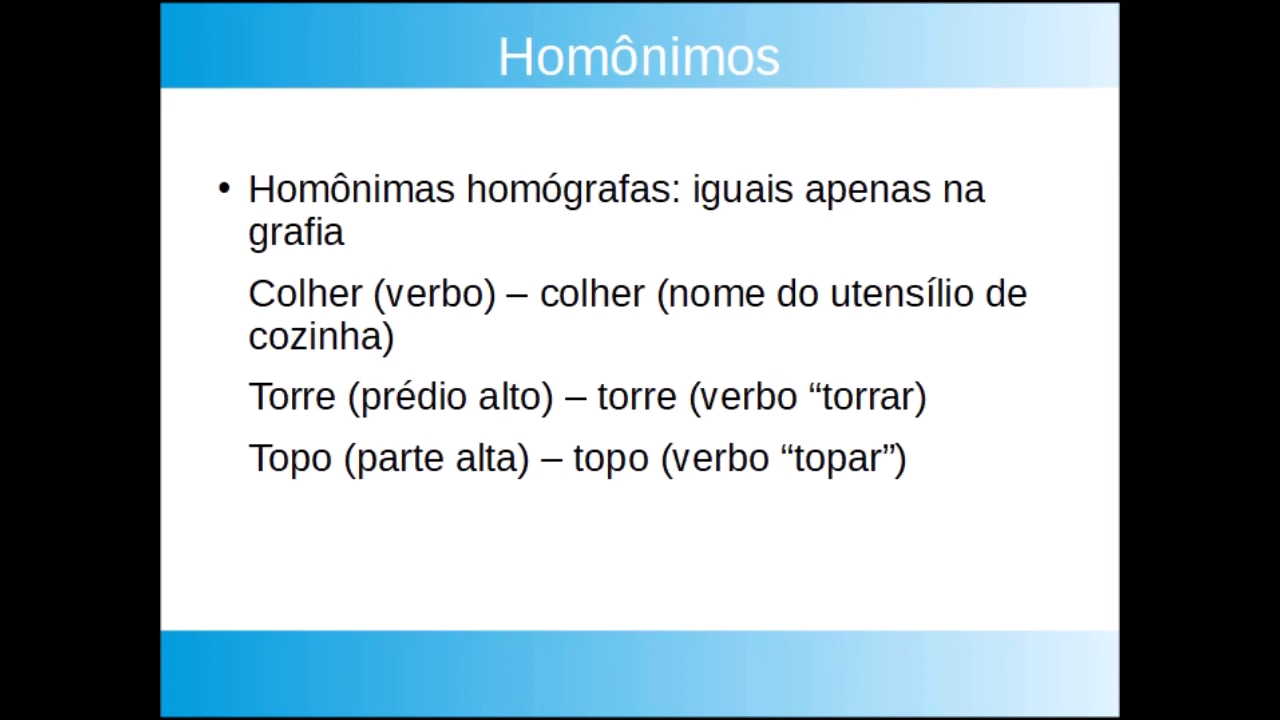 Homônimos
• Homônimas homógrafas: iguais apenas na
grafia
Colher (verbo) – colher (nome do utensílio de
cozinha)
Torre (prédio alto) – torre (verbo “torrar)
Topo (parte alta) – topo (verbo “topar”)